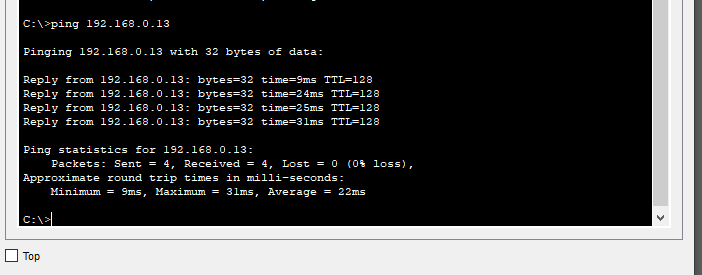 C:\>ping 192.168.0.13
Pinging 192.168.0.13 with 32 bytes of data:
Reply from 192.168.0.13: bytes=32 time=9ms TTL=128
Reply from 192.168.0.13: bytes=32 time=24ms TTL=128
Reply from 192.168.0.13: bytes=32 time=25ms TTL=128
Reply from 192.168.0.13: bytes=32 time=31ms TTL=128
Ping statistics for 192.168.0.13:
Packets: Sent = 4, Received = 4, Lost = 0 (0% loss),
Approximate round trip times in milli-seconds:
Minimum = 9ms, Maximum = 31ms, Average = 22ms
C:\>
Top